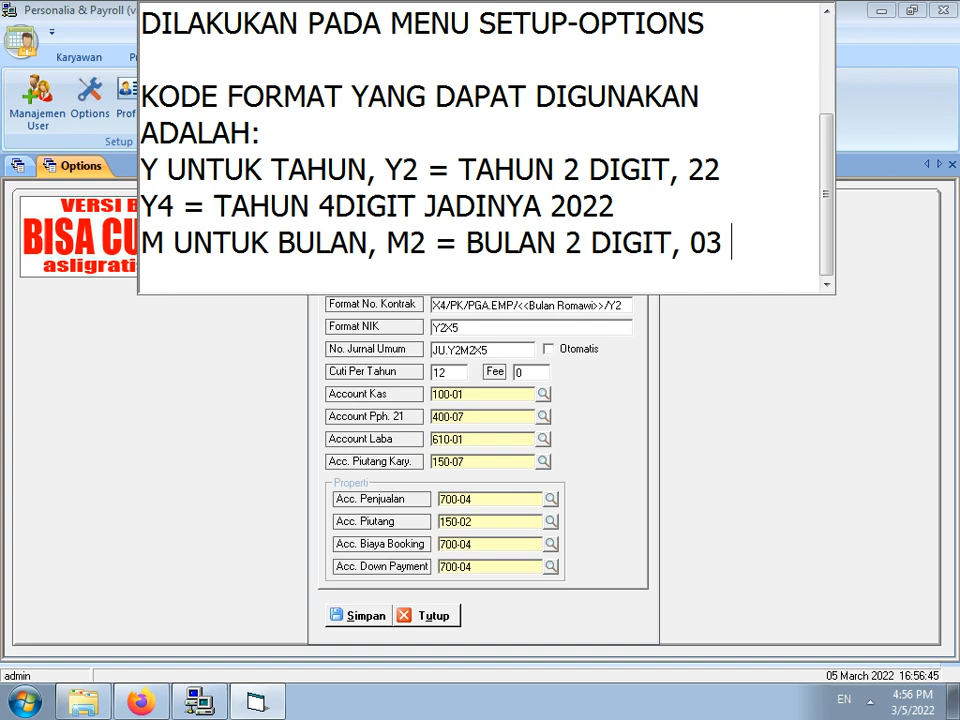 Personalia & Payroll (v
DILAKUKAN PADA MENU SETUP-OPTIONS
KODE FORMAT YANG DAPAT DIGUNAKAN
ADALAH:
Y UNTUK TAHUN, Y2 = TAHUN 2 DIGIT, 22
Y4 = TAHUN 4DIGIT JADINYA 2022
M UNTUK BULAN, M2 = BULAN 2 DIGIT, 03
Karyawan
Manajemen User
Options
Prof
Setup
Options
VERSI B
BISA CU
asligrati
Format No. Kontrak X4/PK/PGA.EMP/<<Bulan Romawi>>/Y2
Format NIK Y2X5
No. Jurnal Umum JU.Y2M2X5 Otomatis
Cuti Per Tahun 12 Fee 0
Account Kas 100-01
Account Pph. 21 400-07
Account Laba 610-01
Acc. Piutang Kary. 150-07
Properti
Acc. Penjualan 700-04
Acc. Piutang 150-02
Acc. Biaya Booking 700-04
Acc. Down Payment 700-04
Simpan Tutup
admin 05 March 2022 16:56:45
EN 4:56 PM
3/5/2022